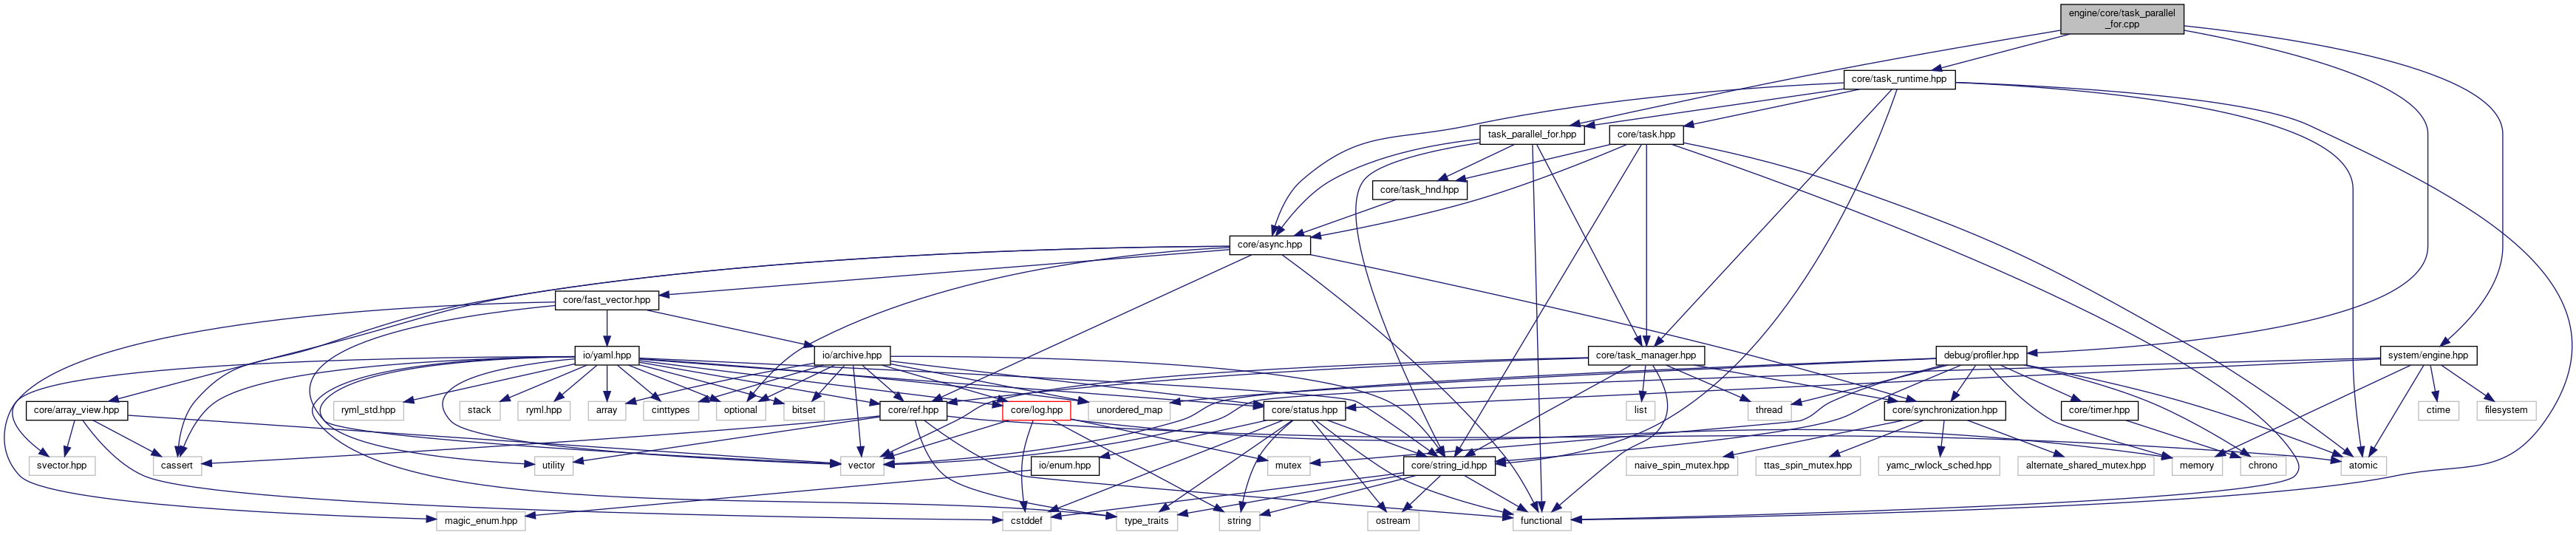 engine/core/task_parallel
_for.cpp
core/task_runtime.hpp
task_parallel_for.hpp
core/task.hpp
core/task_hnd.hpp
core/async.hpp
core/fast_vector.hpp
io/yaml.hpp
io/archive.hpp
core/task_manager.hpp
debug/profiler.hpp
system/engine.hpp
core/array_view.hpp
ryml_std.hpp
stack
ryml.hpp
array
cinttypes
optional
bitset
core/ref.hpp
core/log.hpp
unordered_map
core/status.hpp
list
thread
core/synchronization.hpp
core/timer.hpp
ctime
filesystem
svector.hpp
cassert
utility
vector
io/enum.hpp
mutex
core/string_id.hpp
naive_spin_mutex.hpp
ttas_spin_mutex.hpp
yamc_rwlock_sched.hpp
alternate_shared_mutex.hpp
memory
chrono
atomic
magic_enum.hpp
cstddef
type_traits
string
ostream
functional